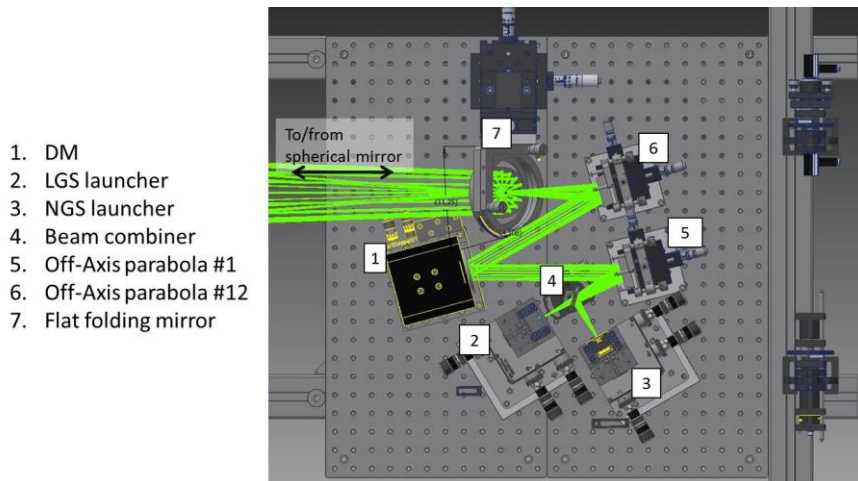 1. DM
2. LGS launcher
3. NGS launcher
4. Beam combiner
5. Off-Axis parabola #1
6. Off-Axis parabola #12
7. Flat folding mirror
To/from
spherical mirror
7
6
5
1
4
2
3